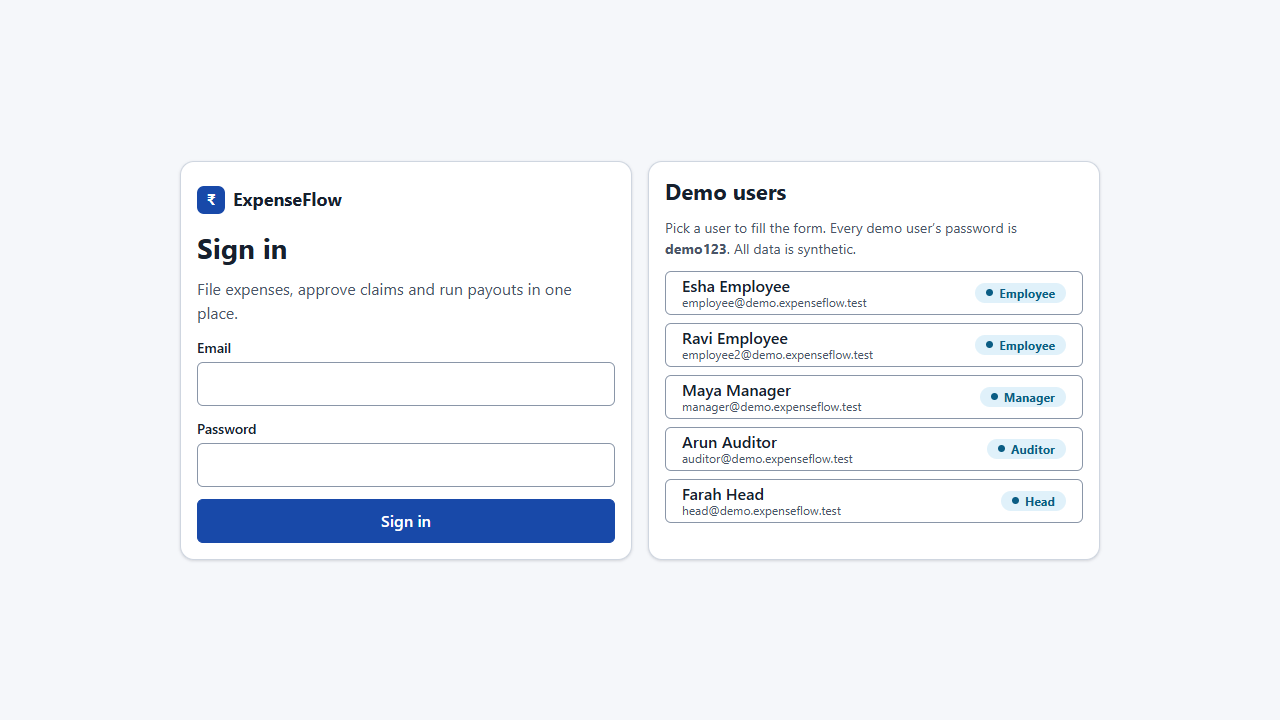 ₹ ExpenseFlow
Sign in
File expenses, approve claims and run payouts in one
place.
Email
Password
Sign in
Demo users
Pick a user to fill the form. Every demo user's password is
demo123. All data is synthetic.
Esha Employee
employee@demo.expenseflow.test
Employee
Ravi Employee
employee2@demo.expenseflow.test
Employee
Maya Manager
manager@demo.expenseflow.test
Manager
Arun Auditor
auditor@demo.expenseflow.test
Auditor
Farah Head
head@demo.expenseflow.test
Head